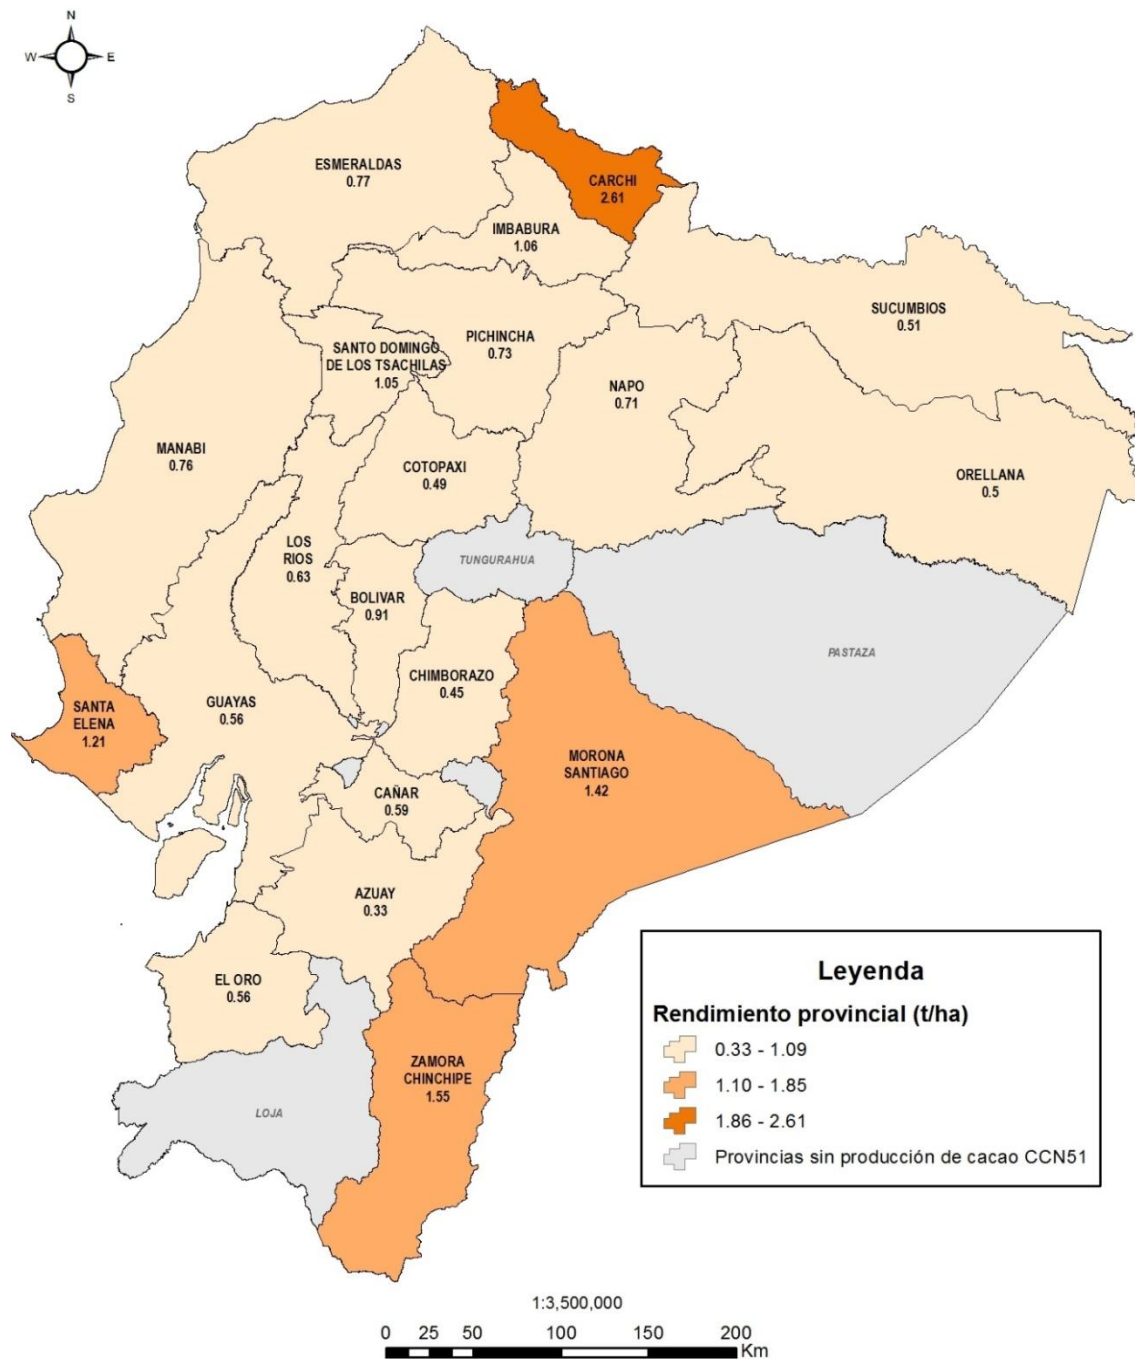 N
W E
S
ESMERALDAS
0.77
CARCHI
2.61
IMBABURA
1.06
SUCUMBIOS
0.51
PICHINCHA
0.73
SANTO DOMINGO
DE LOS TSACHILAS
1.05
NAPO
0.71
MANABI
0.76
COTOPAXI
0.49
ORELLANA
0.5
LOS
RIOS
0.63
TUNGURAHUA
BOLIVAR
0.91
PASTAZA
CHIMBORAZO
0.45
SANTA
ELENA
1.21
GUAYAS
0.56
MORONA
SANTIAGO
1.42
CAÑAR
0.59
AZUAY
0.33
EL ORO
0.56
ZAMORA
CHINCHIPE
1.55
LOJA
Leyenda
Rendimiento provincial (t/ha)
0.33 - 1.09
1.10 - 1.85
1.86 - 2.61
Provincias sin producción de cacao CCN51
1:3,500,000
0 25 50 100 150 200
Km